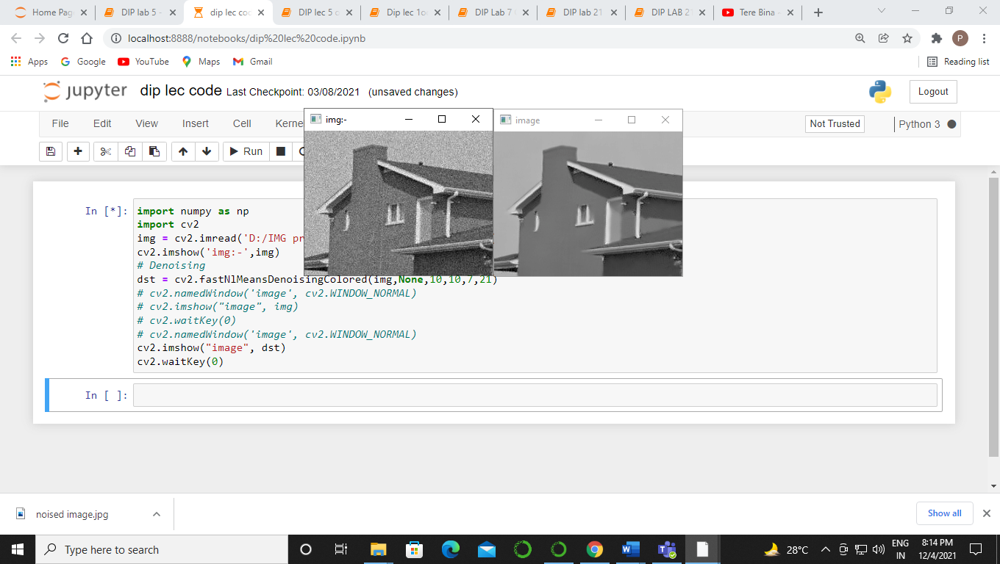 Home Pag
DIP lab 5 -
dip lec coc
DIP lec 5 c
Dip lec 1o
DIP Lab 7
DIP lab 21
DIP LAB 2
Tere Bina -
localhost:8888/notebooks/dip%20lec%20code.ipynb
P
Apps
Google
YouTube
Maps
Gmail
Reading list
jupyter
dip lec code Last Checkpoint: 03/08/2021 (unsaved changes)
Logout
File
Edit
View
Insert
Cell
Kerne
Not Trusted
Python 3
Run
img:-
image
In [*]:
import numpy as np
import cv2
img = cv2.imread('D:/IMG pr
cv2.imshow('img:-',img)
# Denoising
dst = cv2.fastNlMeansDenoisingColored(img,None,10,10,7,21)
# cv2.namedWindow('image', cv2.WINDOW_NORMAL)
# cv2.imshow("image", img)
# cv2.waitKey(0)
# cv2.namedWindow('image', cv2.WINDOW_NORMAL)
cv2.imshow("image", dst)
cv2.waitKey(0)
In [ ]:
noised image.jpg
Show all
Type here to search
28°C
ENG
IN
8:14 PM
12/4/2021